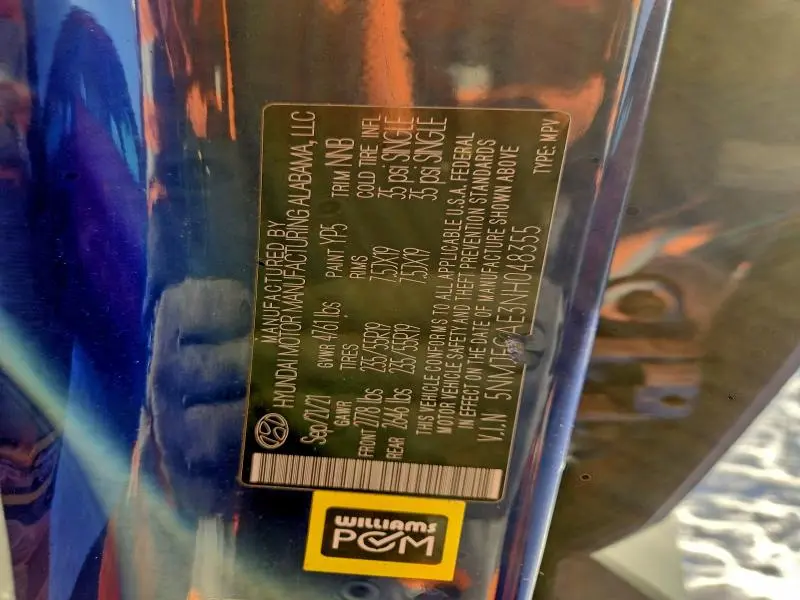 MANUFACTURED BY
HYUNDAI MOTOR MANUFACTURING ALABAMA, LLC
Sep/21/21 GVWR 4761 lbs PAINT YP5 TRIM NNB
GAWR TIRES RIMS COLD TIRE INFL
FRONT 2778 lbs 235/55R19 7.5JX19 35 psi SINGLE
REAR 2646 lbs 235/55R19 7.5JX19 35 psi SINGLE
THIS VEHICLE CONFORMS TO ALL APPLICABLE U.S.A. FEDERAL
MOTOR VEHICLE SAFETY AND THEFT PREVENTION STANDARDS
IN EFFECT ON THE DATE OF MANUFACTURE SHOWN ABOVE
V.I.N TYPE: MPV
WILLIAMS
PCM